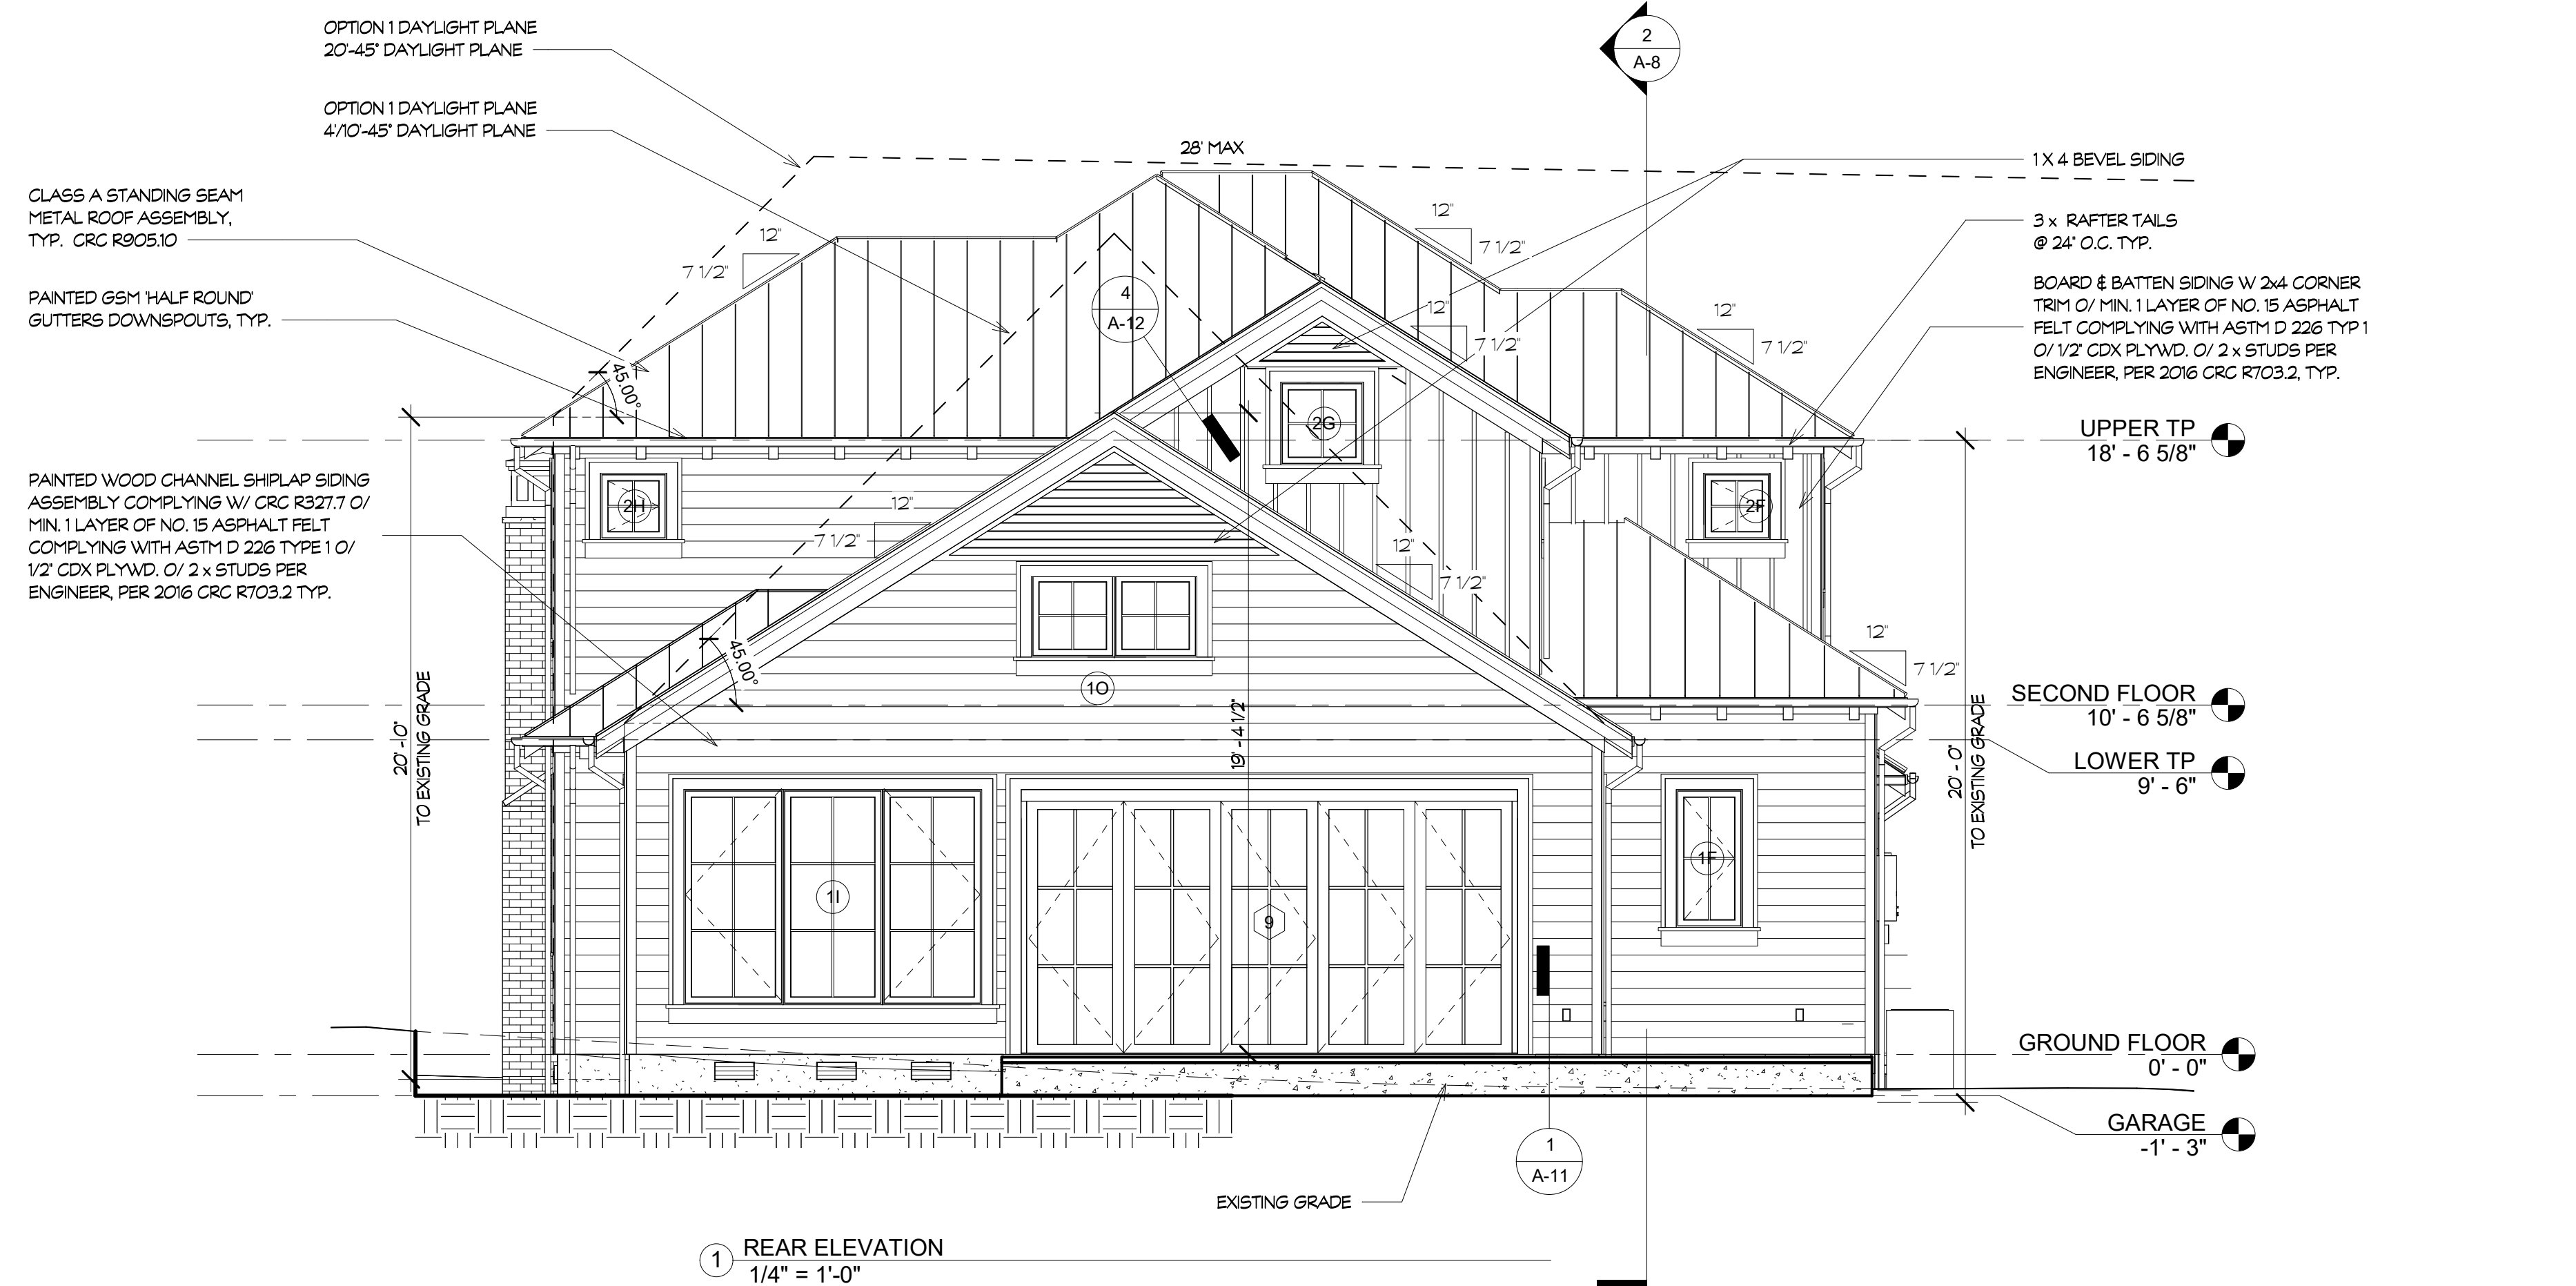 OPTION 1 DAYLIGHT PLANE
20'-45° DAYLIGHT PLANE
OPTION 1 DAYLIGHT PLANE
4'/10'-45° DAYLIGHT PLANE
CLASS A STANDING SEAM
METAL ROOF ASSEMBLY,
TYP. CRC R905.10
PAINTED GSM 'HALF ROUND'
GUTTERS DOWNSPOUTS, TYP.
PAINTED WOOD CHANNEL SHIPLAP SIDING
ASSEMBLY COMPLYING W/ CRC R327.7 O/
MIN. 1 LAYER OF NO. 15 ASPHALT FELT
COMPLYING WITH ASTM D 226 TYPE 1 O/
1/2" CDX PLYWD. O/ 2 x STUDS PER
ENGINEER, PER 2016 CRC R703.2 TYP.
2
A-8
28' MAX
1 X 4 BEVEL SIDING
3 x RAFTER TAILS
@ 24" O.C. TYP.
BOARD & BATTEN SIDING W 2x4 CORNER
TRIM O/ MIN. 1 LAYER OF NO. 15 ASPHALT
FELT COMPLYING WITH ASTM D 226 TYP 1
O/ 1/2" CDX PLYWD. O/ 2 x STUDS PER
ENGINEER, PER 2016 CRC R703.2, TYP.
12"
7 1/2"
12"
7 1/2"
12"
7 1/2"
12"
7 1/2"
12"
7 1/2"
12"
7 1/2"
12"
7 1/2"
4
A-12
45.00°
45.00°
2G
2H
2F
10
1I
9
1F
19' - 4 1/2"
20' - 0"
TO EXISTING GRADE
20' - 0"
TO EXISTING GRADE
UPPER TP
18' - 6 5/8"
SECOND FLOOR
10' - 6 5/8"
LOWER TP
9' - 6"
GROUND FLOOR
0' - 0"
GARAGE
-1' - 3"
1
A-11
EXISTING GRADE
1
REAR ELEVATION
1/4" = 1'-0"